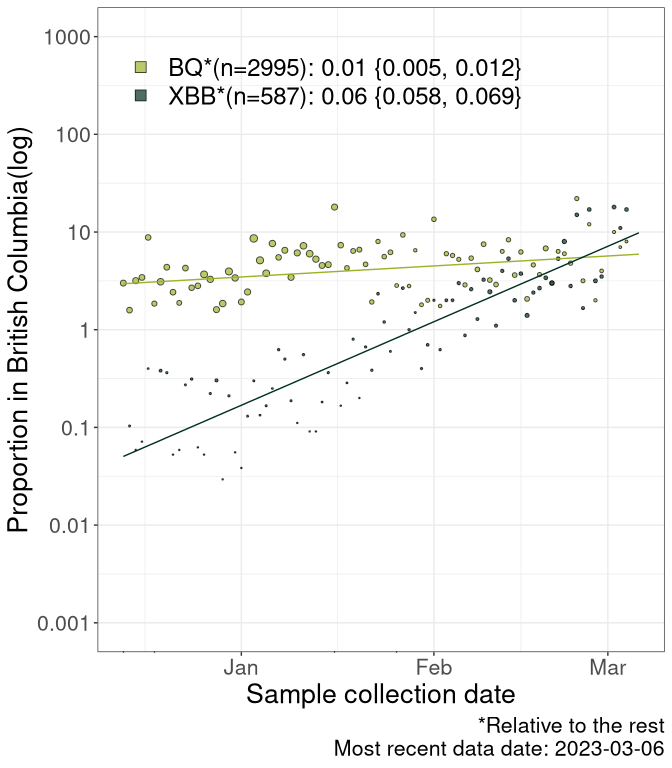 Proportion in British Columbia(log)
1000
100
10
1
0.1
0.01
0.001
BQ*(n=2995): 0.01 {0.005, 0.012}
XBB*(n=587): 0.06 {0.058, 0.069}
Jan Feb Mar
Sample collection date
*Relative to the rest
Most recent data date: 2023-03-06